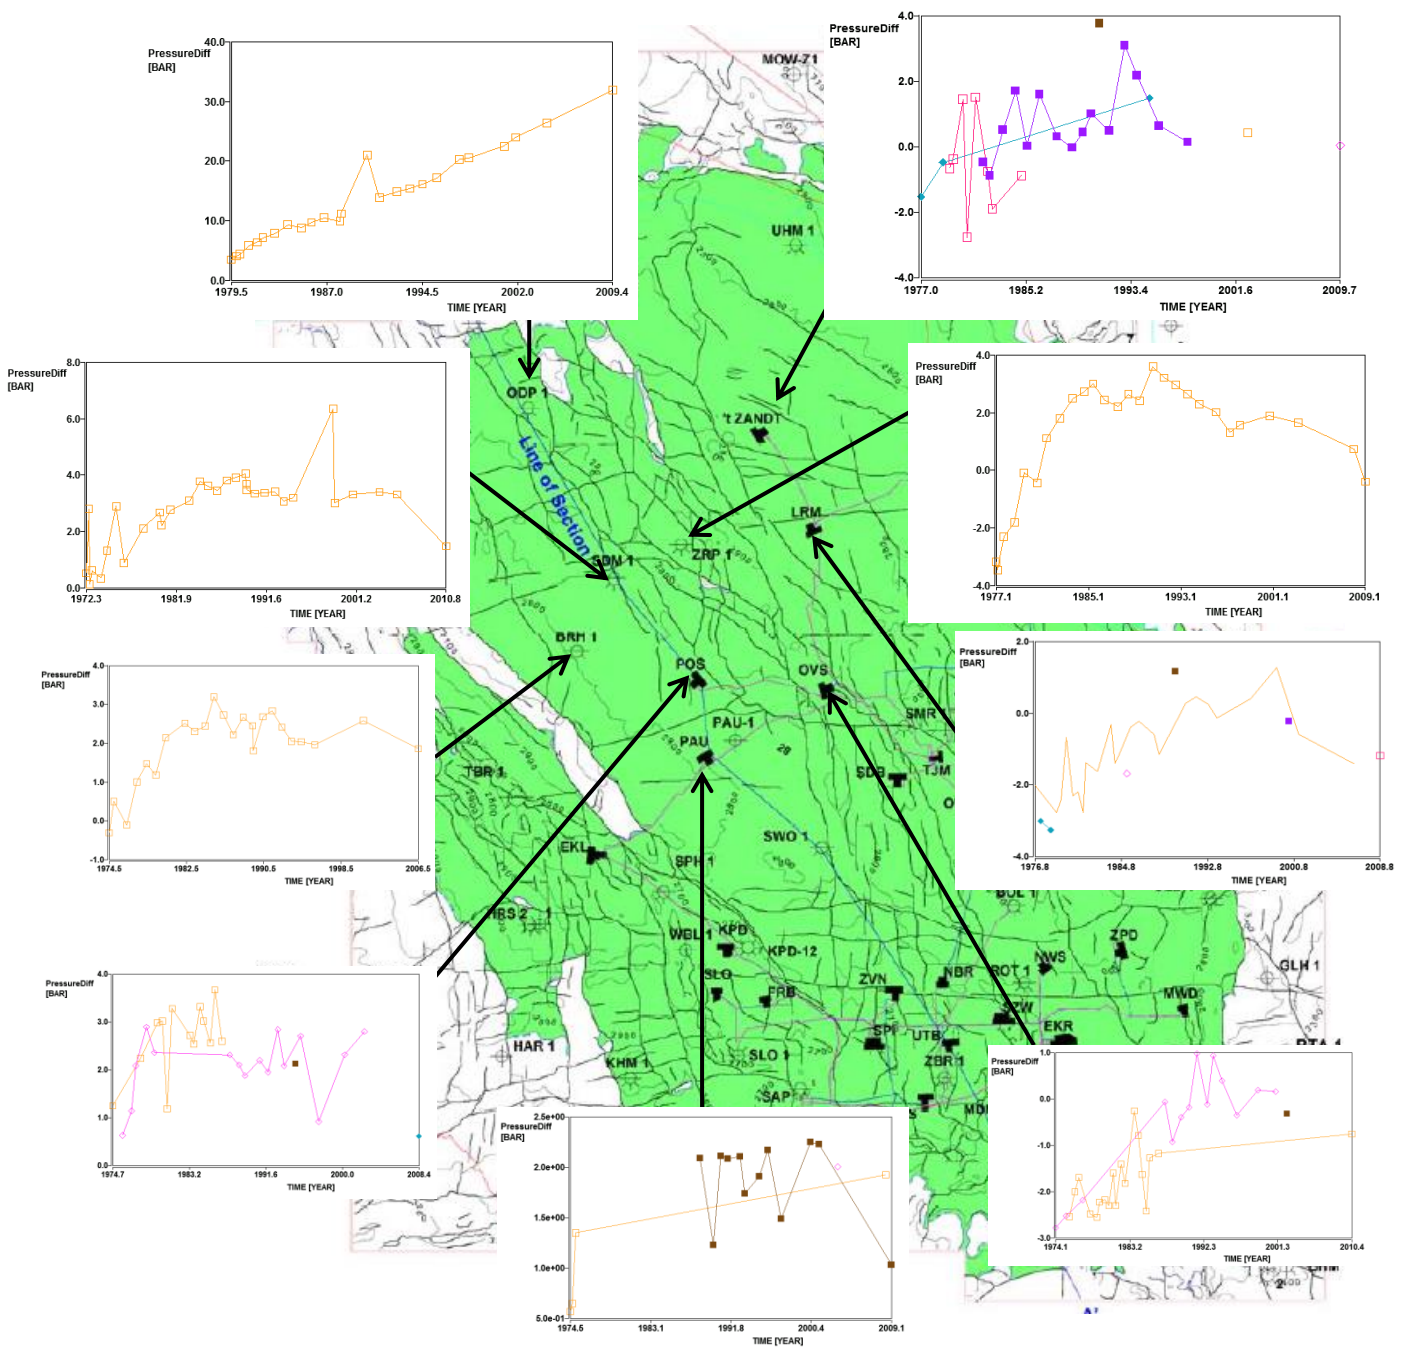 PressureDiff
[BAR]
40.0
30.0
20.0
10.0
0.0
1979.5
1987.0
1994.5
2002.0
2009.4
TIME [YEAR]
PressureDiff
[BAR]
4.0
2.0
0.0
-2.0
-4.0
1977.0
1985.2
1993.4
2001.6
2009.7
TIME [YEAR]
MOW-Z1
UHM 1
2900
2800
PressureDiff
[BAR]
8.0
6.0
4.0
2.0
0.0
1972.3
1981.9
1991.6
2001.2
2010.8
TIME [YEAR]
PressureDiff
[BAR]
4.0
2.0
0.0
-2.0
-4.0
1977.1
1985.1
1993.1
2001.1
2009.1
TIME [YEAR]
ODP 1
't ZANDT
Line of Section
LRM
ZRP 1
SDM 1
BRH 1
POS
OVS
PAU-1
SMR 1
PAU
28
TBR 1
SDB
TJM
SWO 1
EKL
SPH 1
2800
PressureDiff
[BAR]
4.0
3.0
2.0
1.0
0.0
-1.0
1974.5
1982.5
1990.5
1998.5
2006.5
TIME [YEAR]
PressureDiff
[BAR]
2.0
0.0
-2.0
-4.0
1976.8
1984.8
1992.8
2000.8
2008.8
TIME [YEAR]
HRS 2
1
WBL 1
KPD
KPD-12
SLO
FRB
ZVN
NBR
ROT 1
NWS
ZPD
GLH 1
MWD
SZW
EKR
SPI
UTB
ZBR 1
HAR 1
KHM 1
SLO 1
SAP
PressureDiff
[BAR]
4.0
3.0
2.0
1.0
0.0
1974.7
1983.2
1991.6
2000.0
2008.4
TIME [YEAR]
PressureDiff
[BAR]
2.5e+00
2.0e+00
1.5e+00
1.0e+00
5.0e-01
1974.5
1983.1
1991.8
2000.4
2009.1
TIME [YEAR]
PressureDiff
[BAR]
1.0
0.0
-1.0
-2.0
-3.0
1974.1
1983.2
1992.3
2001.3
2010.4
TIME [YEAR]